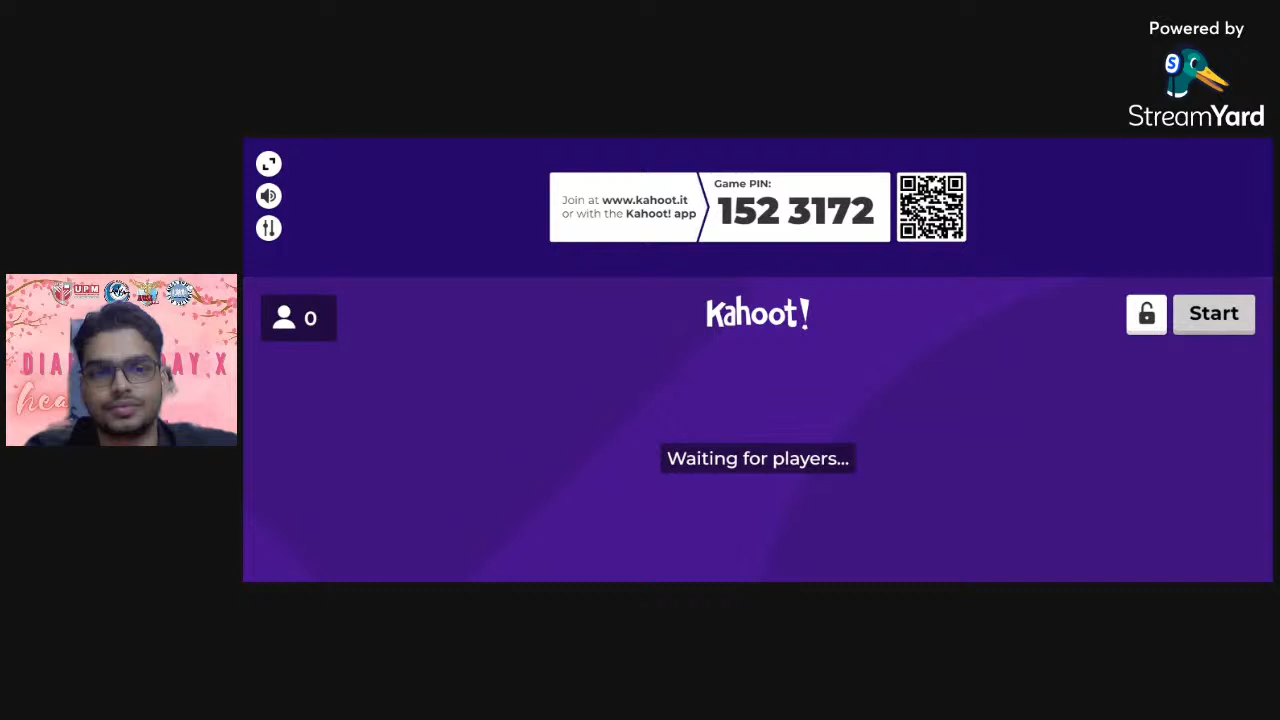 Powered by
StreamYard
Join at www.kahoot.it
or with the Kahoot! app
Game PIN:
152 3172
0
Kahoot!
Start
UPM
Waiting for players...